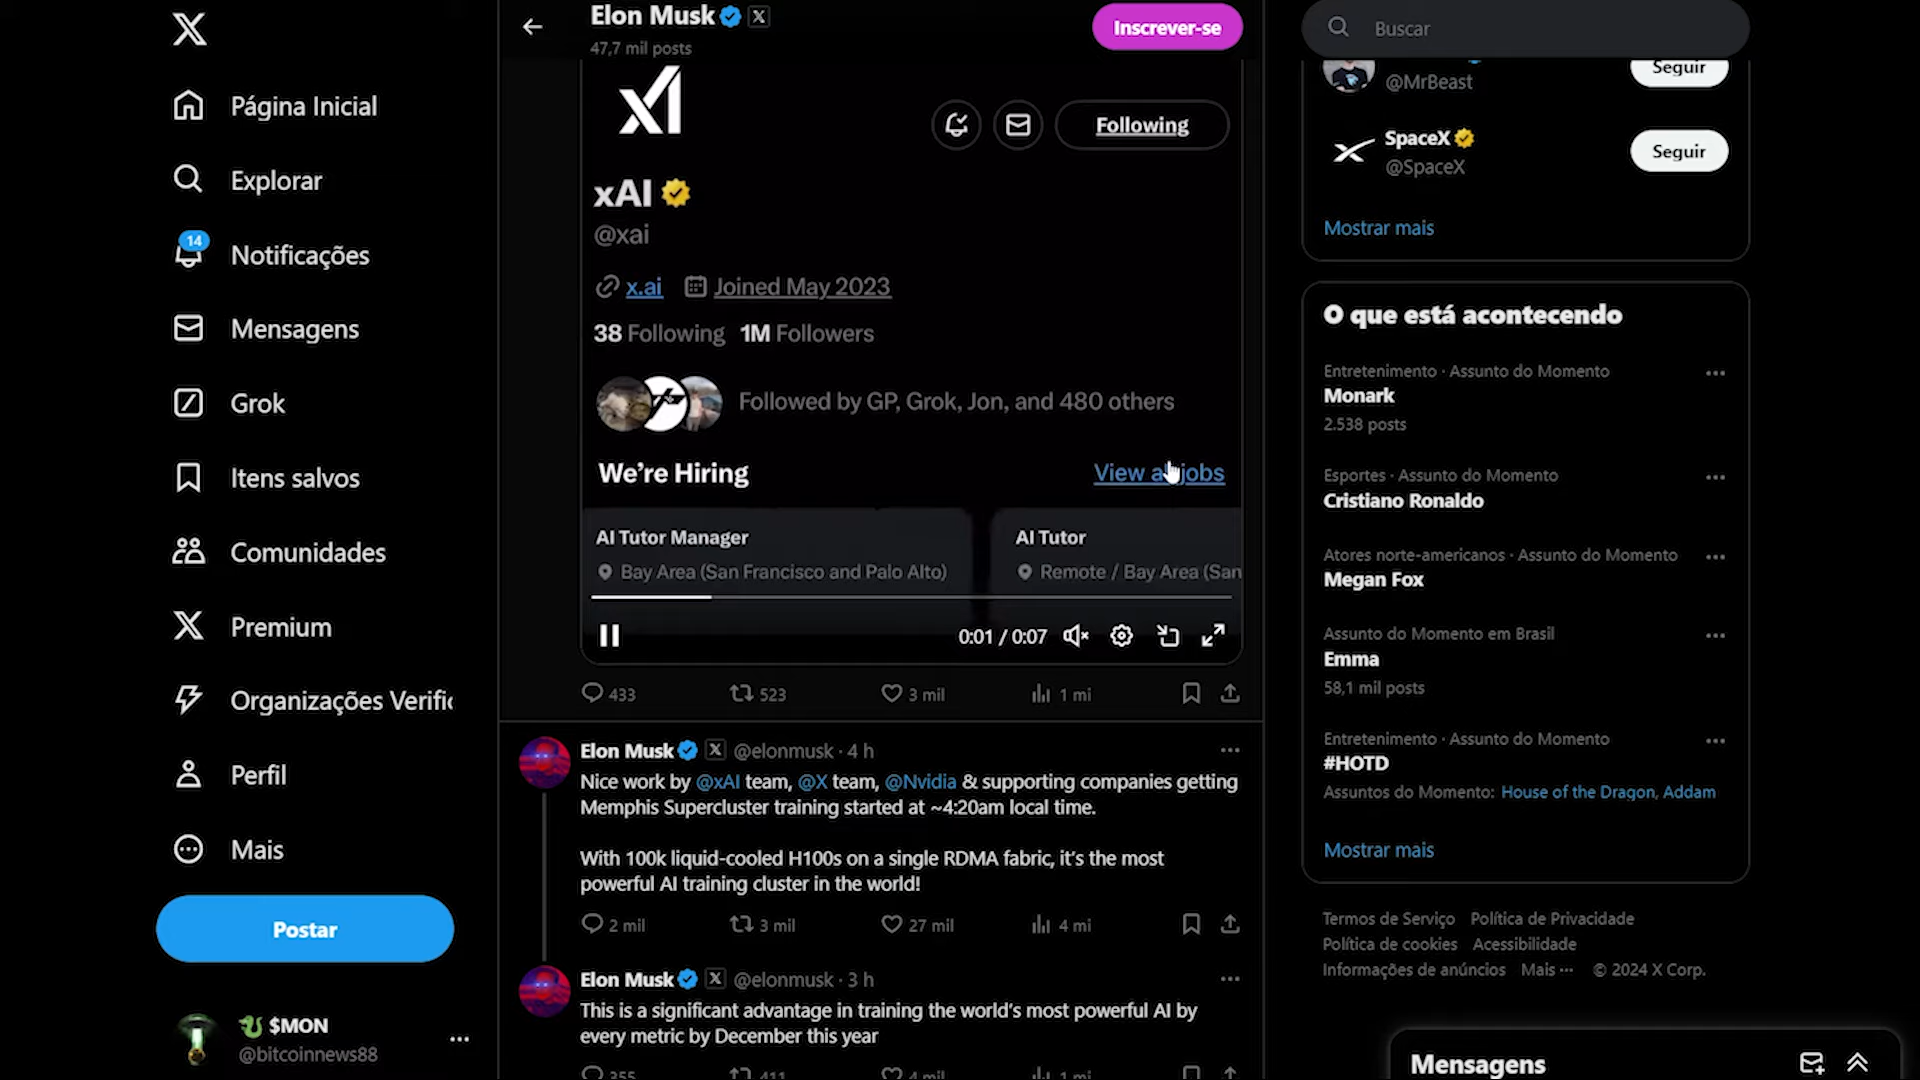 Página Inicial
Explorar
14
Notificações
Mensagens
Grok
Itens salvos
Comunidades
Premium
Organizações Verific
Perfil
Mais
Postar
$MON
@bitcoinnews88
Elon Musk
47,7 mil posts
Inscrever-se
Following
xAI
@xai
x.ai Joined May 2023
38 Following 1M Followers
Followed by GP, Grok, Jon, and 480 others
We're Hiring
View all jobs
AI Tutor Manager
Bay Area (San Francisco and Palo Alto)
AI Tutor
Remote / Bay Area (San
0:01 / 0:07
433 523 3 mil 1 mi
Elon Musk @elonmusk · 4 h
Nice work by @xAI team, @X team, @Nvidia & supporting companies getting
Memphis Supercluster training started at ~4:20am local time.
With 100k liquid-cooled H100s on a single RDMA fabric, it's the most
powerful AI training cluster in the world!
2 mil 3 mil 27 mil 4 mi
Elon Musk @elonmusk · 3 h
This is a significant advantage in training the world's most powerful AI by
every metric by December this year
355 411 4 mil 1 mi
Buscar
@MrBeast
Seguir
SpaceX
@SpaceX
Seguir
Mostrar mais
O que está acontecendo
Entretenimento · Assunto do Momento
Monark
2.538 posts
Esportes · Assunto do Momento
Cristiano Ronaldo
Atores norte-americanos · Assunto do Momento
Megan Fox
Assunto do Momento em Brasil
Emma
58,1 mil posts
Entretenimento · Assunto do Momento
#HOTD
Assuntos do Momento: House of the Dragon, Addam
Mostrar mais
Termos de Serviço Política de Privacidade
Política de cookies Acessibilidade
Informações de anúncios Mais ··· © 2024 X Corp.
Mensagens